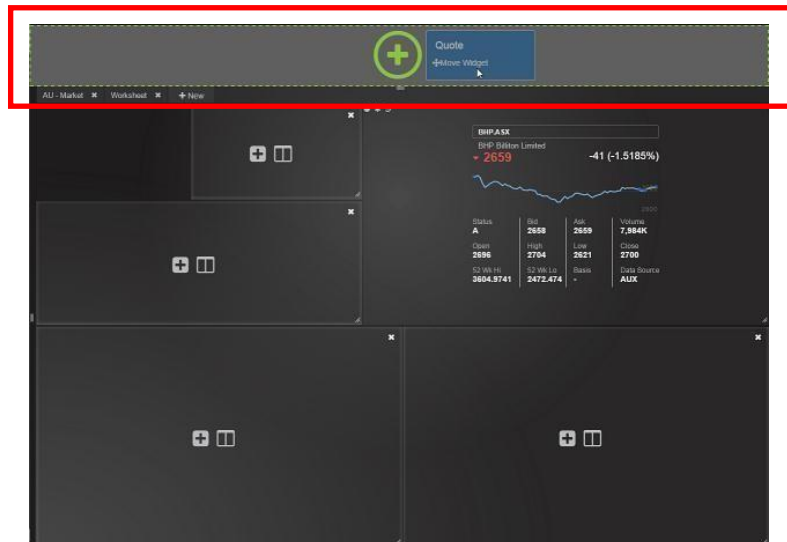 Quote
Move Widget
AU - Market ✖ Worksheet ✖ + New
BHP.ASX
BHP Billiton Limited
2659 -41 (-1.5185%)
2600
Status Bid Ask Volume
A 2658 2659 7,984K
Open High Low Close
2696 2704 2621 2700
52 Wk Hi 52 Wk Lo Basis Data Source
3604.9741 2472.474 - AUX